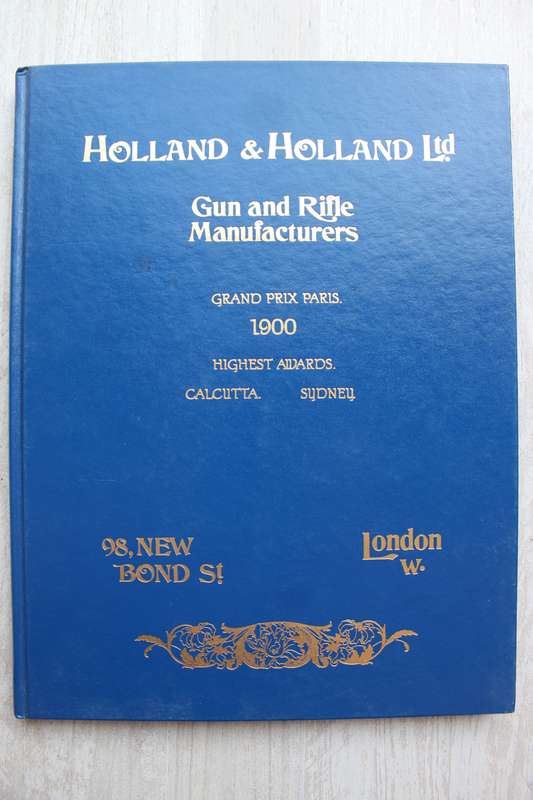 HOLLAND & HOLLAND Ltd
Gun and Rifle
Manufacturers
GRAND PRIX PARIS.
1900
HIGHEST AWARDS.
CALCUTTA. SYDNEY.
98, NEW
BOND St.
London
W.